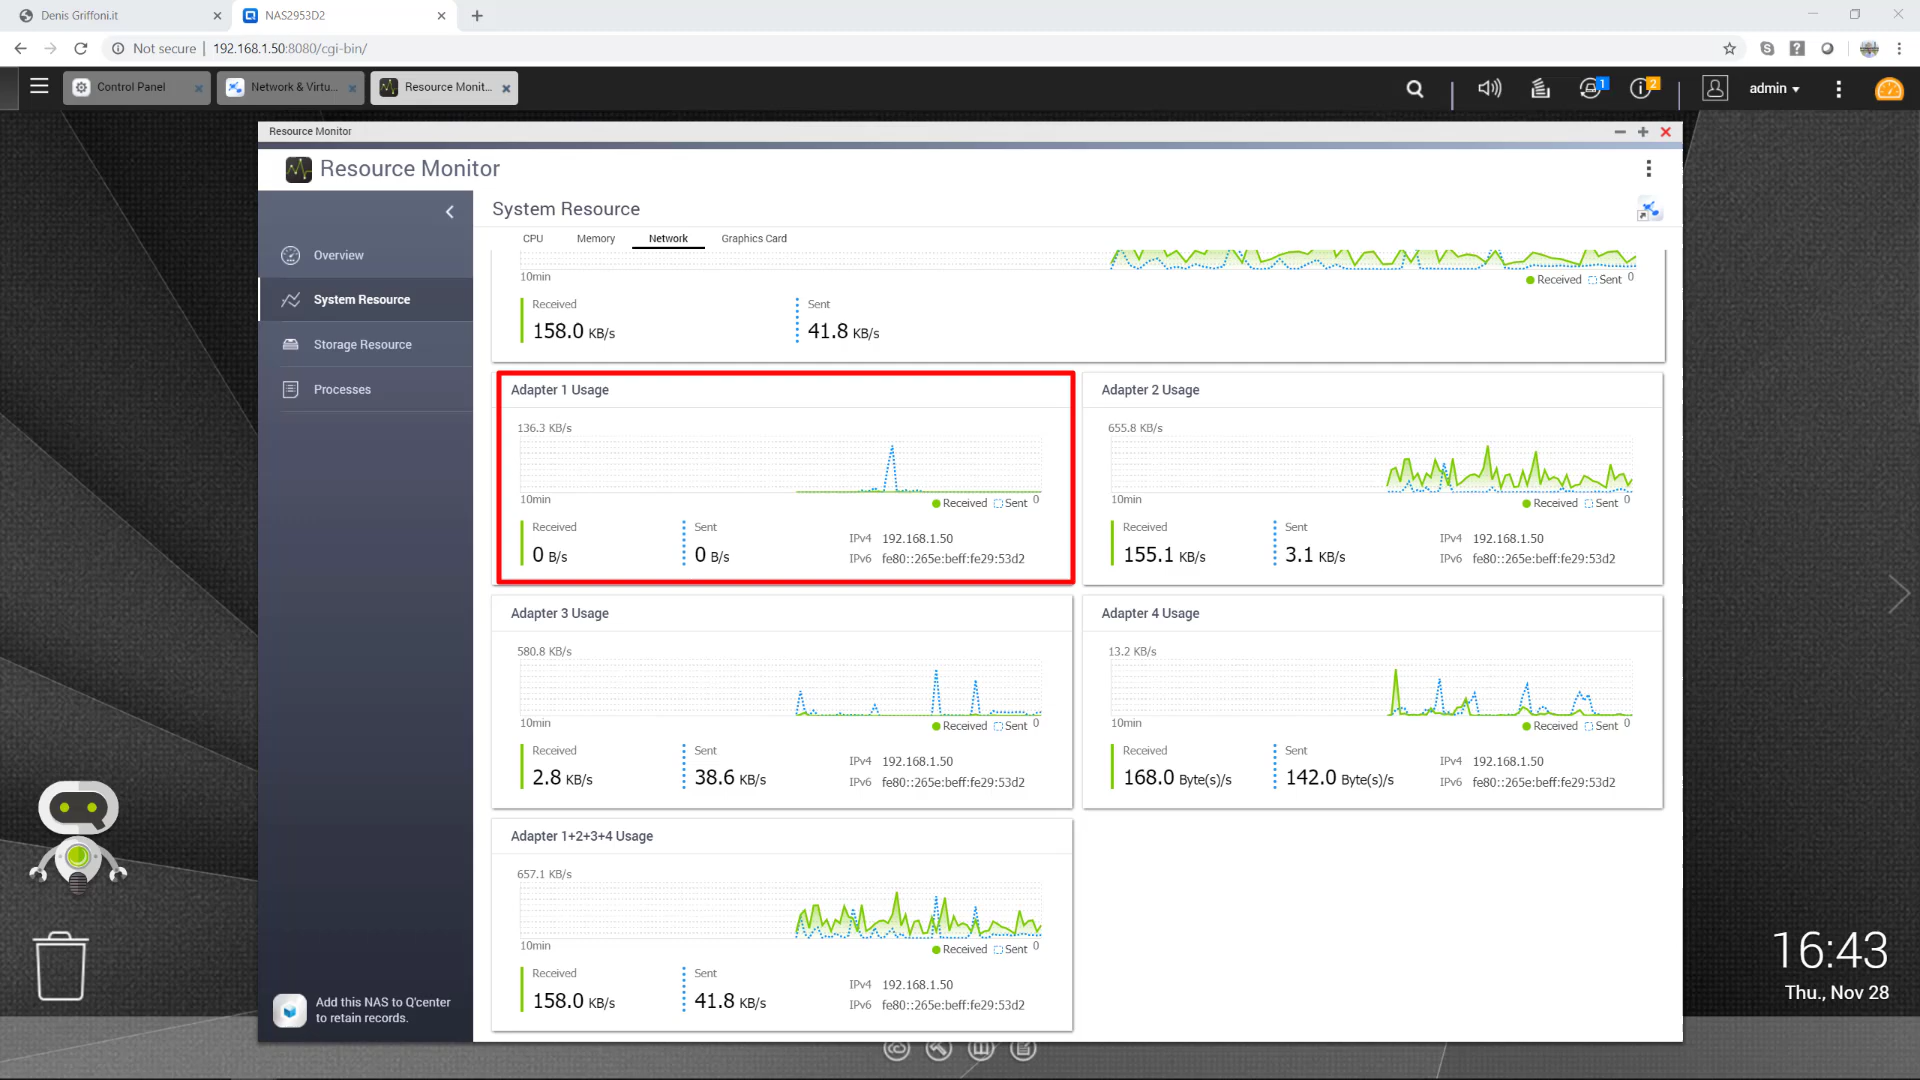 Denis Griffoni.it
NAS2953D2
Not secure
192.168.1.50:8080/cgi-bin/
Control Panel
Network & Virtu...
Resource Monit...
1
2
admin
Resource Monitor
Resource Monitor
System Resource
Overview
System Resource
Storage Resource
Processes
CPU
Memory
Network
Graphics Card
10min
Received
Sent
0
Received
158.0 KB/s
Sent
41.8 KB/s
Adapter 1 Usage
136.3 KB/s
10min
Received
Sent
0
Received
0 B/s
Sent
0 B/s
IPv4 192.168.1.50
IPv6 fe80::265e:beff:fe29:53d2
Adapter 2 Usage
655.8 KB/s
10min
Received
Sent
0
Received
155.1 KB/s
Sent
3.1 KB/s
IPv4 192.168.1.50
IPv6 fe80::265e:beff:fe29:53d2
Adapter 3 Usage
580.8 KB/s
10min
Received
Sent
0
Received
2.8 KB/s
Sent
38.6 KB/s
IPv4 192.168.1.50
IPv6 fe80::265e:beff:fe29:53d2
Adapter 4 Usage
13.2 KB/s
10min
Received
Sent
0
Received
168.0 Byte(s)/s
Sent
142.0 Byte(s)/s
IPv4 192.168.1.50
IPv6 fe80::265e:beff:fe29:53d2
Adapter 1+2+3+4 Usage
657.1 KB/s
10min
Received
Sent
0
Received
158.0 KB/s
Sent
41.8 KB/s
IPv4 192.168.1.50
IPv6 fe80::265e:beff:fe29:53d2
Add this NAS to Q'center
to retain records.
16:43
Thu., Nov 28